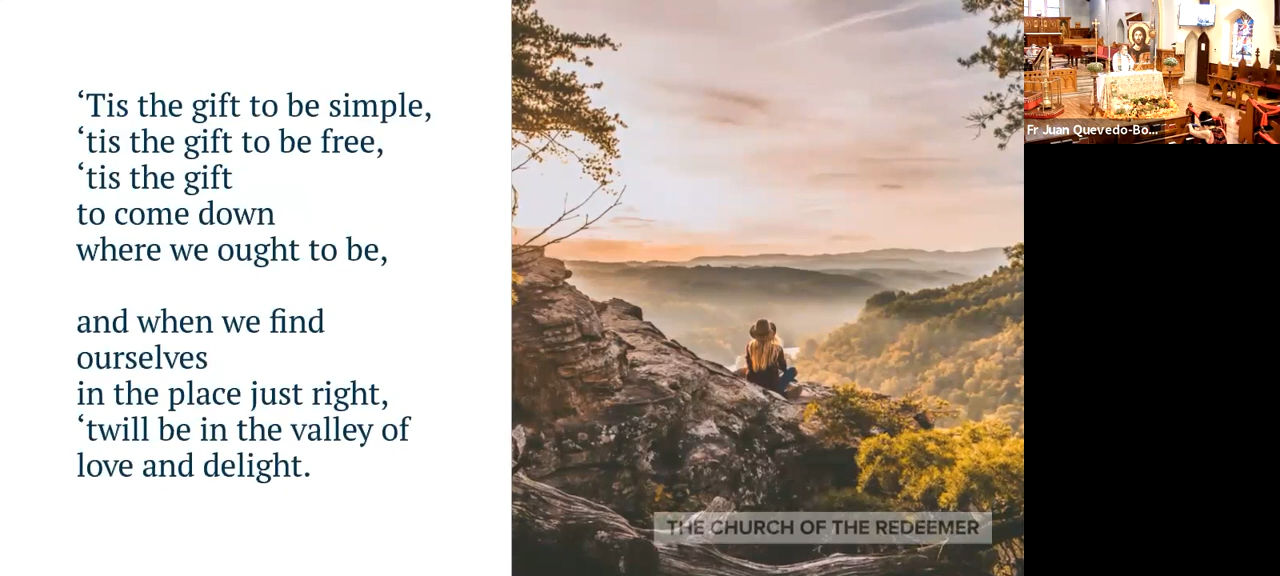 ‘Tis the gift to be simple,
‘tis the gift to be free,
‘tis the gift
to come down
where we ought to be,
and when we find
ourselves
in the place just right,
‘twill be in the valley of
love and delight.
THE CHURCH OF THE REDEEMER
Fr Juan Quevedo-Bo...